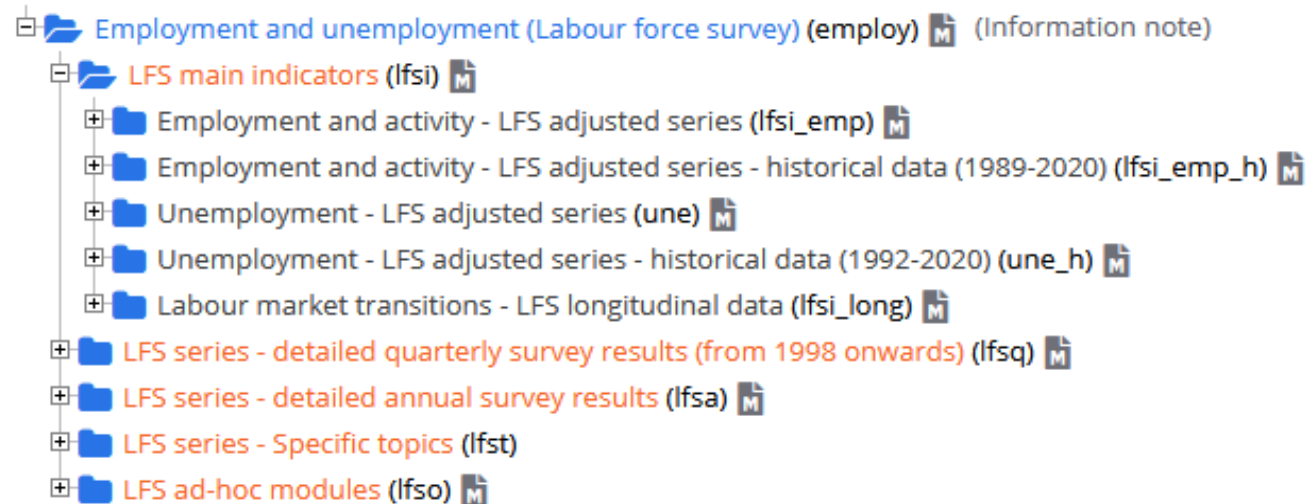 Employment and unemployment (Labour force survey) (employ) M (Information note)
LFS main indicators (lfsi) M
Employment and activity - LFS adjusted series (lfsi_emp) M
Employment and activity - LFS adjusted series - historical data (1989-2020) (lfsi_emp_h) M
Unemployment - LFS adjusted series (une) M
Unemployment - LFS adjusted series - historical data (1992-2020) (une_h) M
Labour market transitions - LFS longitudinal data (lfsi_long) M
LFS series - detailed quarterly survey results (from 1998 onwards) (lfsq) M
LFS series - detailed annual survey results (lfsa) M
LFS series - Specific topics (lfst)
LFS ad-hoc modules (lfso) M